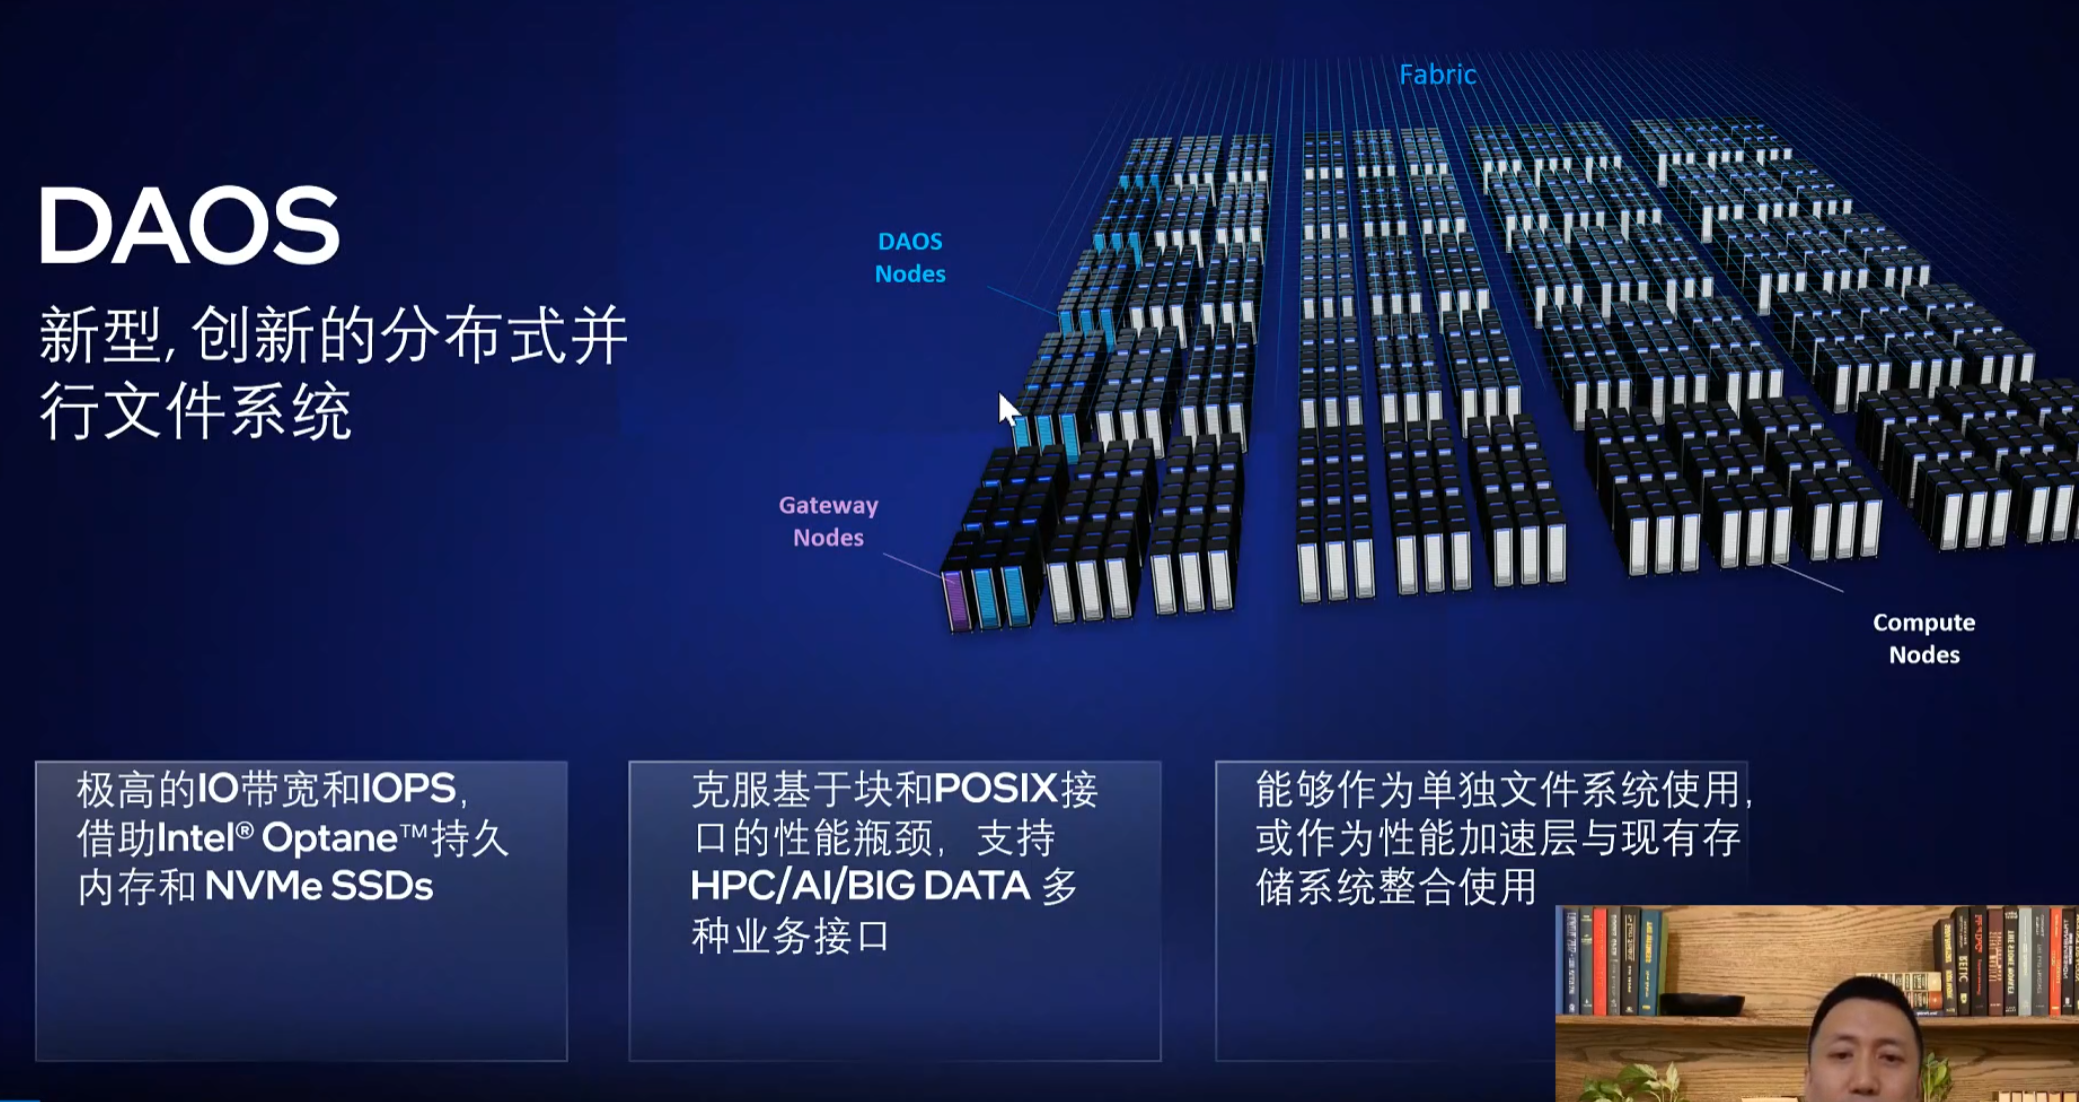 Fabric
DAOS
新型,创新的分布式并
行文件系统
DAOS
Nodes
Gateway
Nodes
Compute
Nodes
极高的IO带宽和IOPS,
借助Intel® Optane™持久
内存和 NVMe SSDs
克服基于块和POSIX接
口的性能瓶颈，支持
HPC/AI/BIG DATA 多
种业务接口
能够作为单独文件系统使用,
或作为性能加速层与现有存
储系统整合使用
RELIC